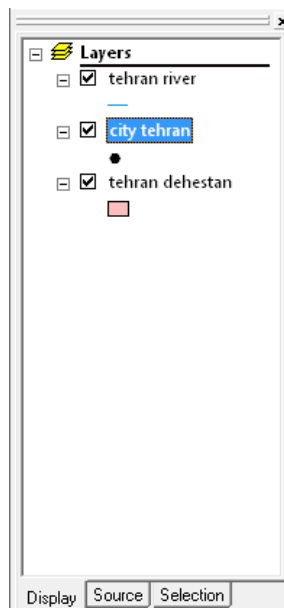 Layers
tehran river
city tehran
tehran dehestan
Display Source Selection